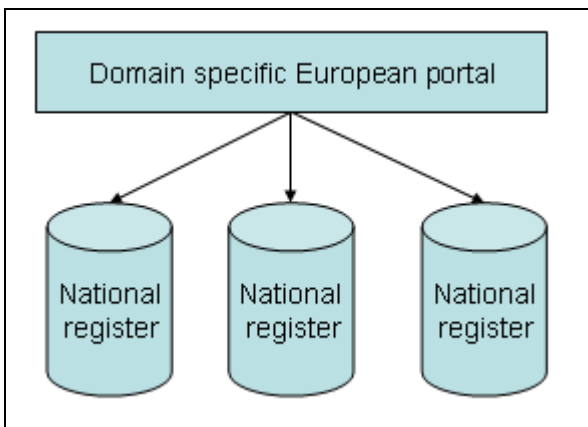 Domain specific European portal
National
register
National
register
National
register